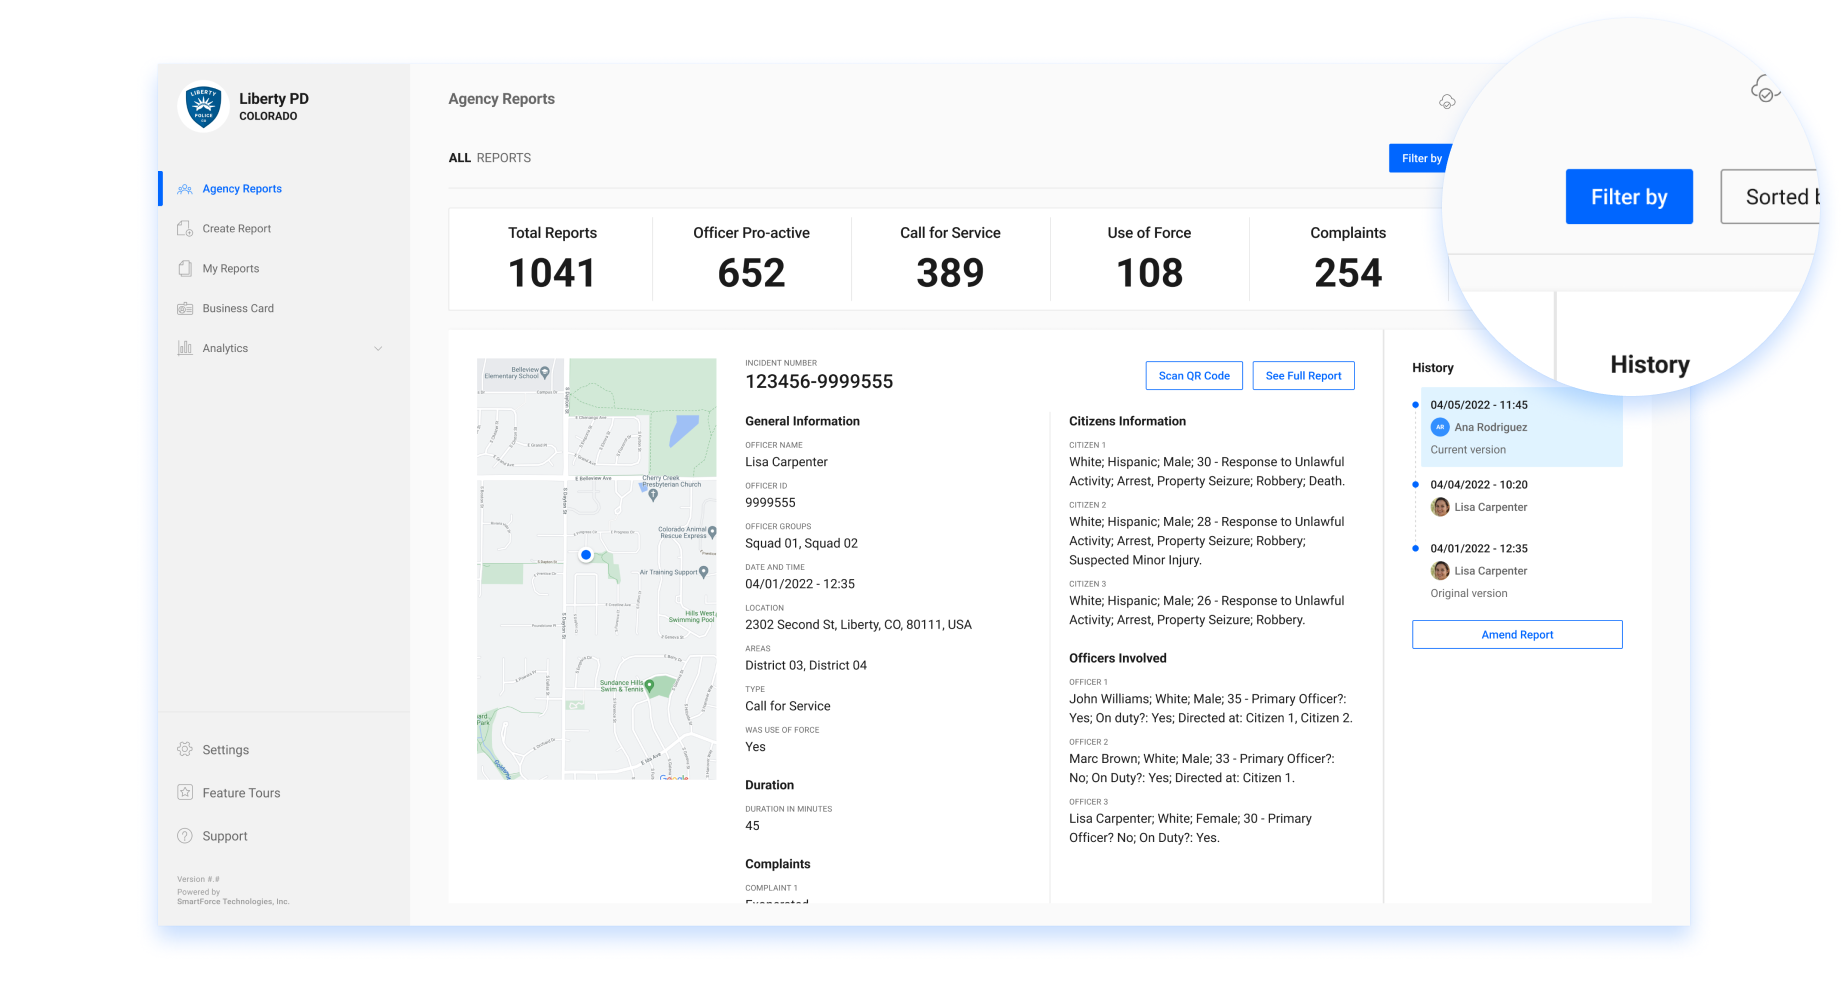 LIBERTY
POLICE
CO
Liberty PD
COLORADO
Agency Reports
Create Report
My Reports
Business Card
Analytics
Settings
Feature Tours
Support
Version #.#
Powered by
SmartForce Technologies, Inc.
Agency Reports
ALL REPORTS
Filter by
Filter by
Sorted
Total Reports
1041
Officer Pro-active
652
Call for Service
389
Use of Force
108
Complaints
254
Belleview
Elementary School
E Belleview Ave
Cherry Creek
Presbyterian Church
Colorado Animal
Rescue Express
Air Training Support
Hills West
Swimming Pool
S Dayton St
Sundance Hills
Swim & Tennis
Park
E Ida Ave
Google
INCIDENT NUMBER
123456-9999555
Scan QR Code
See Full Report
General Information
OFFICER NAME
Lisa Carpenter
OFFICER ID
9999555
OFFICER GROUPS
Squad 01, Squad 02
DATE AND TIME
04/01/2022 - 12:35
LOCATION
2302 Second St, Liberty, CO, 80111, USA
AREAS
District 03, District 04
TYPE
Call for Service
WAS USE OF FORCE
Yes
Duration
DURATION IN MINUTES
45
Complaints
COMPLAINT 1
Exonerated
Citizens Information
CITIZEN 1
White; Hispanic; Male; 30 - Response to Unlawful
Activity; Arrest, Property Seizure; Robbery; Death.
CITIZEN 2
White; Hispanic; Male; 28 - Response to Unlawful
Activity; Arrest, Property Seizure; Robbery;
Suspected Minor Injury.
CITIZEN 3
White; Hispanic; Male; 26 - Response to Unlawful
Activity; Arrest, Property Seizure; Robbery.
Officers Involved
OFFICER 1
John Williams; White; Male; 35 - Primary Officer?:
Yes; On duty?: Yes; Directed at: Citizen 1, Citizen 2.
OFFICER 2
Marc Brown; White; Male; 33 - Primary Officer?:
No; On Duty?: Yes; Directed at: Citizen 1.
OFFICER 3
Lisa Carpenter; White; Female; 30 - Primary
Officer? No; On Duty?: Yes.
History
History
04/05/2022 - 11:45
AR
Ana Rodriguez
Current version
04/04/2022 - 10:20
Lisa Carpenter
04/01/2022 - 12:35
Lisa Carpenter
Original version
Amend Report